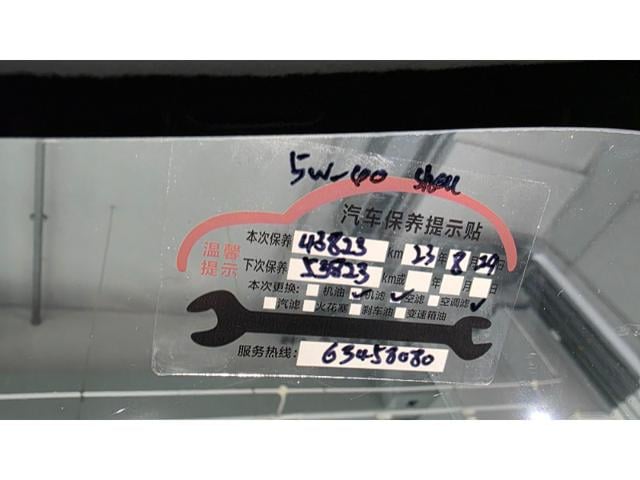 5W-40 Shell
汽车保养提示贴
温馨提示
本次保养 43823 km 23 年 8 月 29 日
下次保养 53823 km或 年 月 日
本次更换： 机油 ✓机滤 ✓空滤 空调滤 ✓
汽滤 火花塞 刹车油 变速箱油
服务热线： 63458080